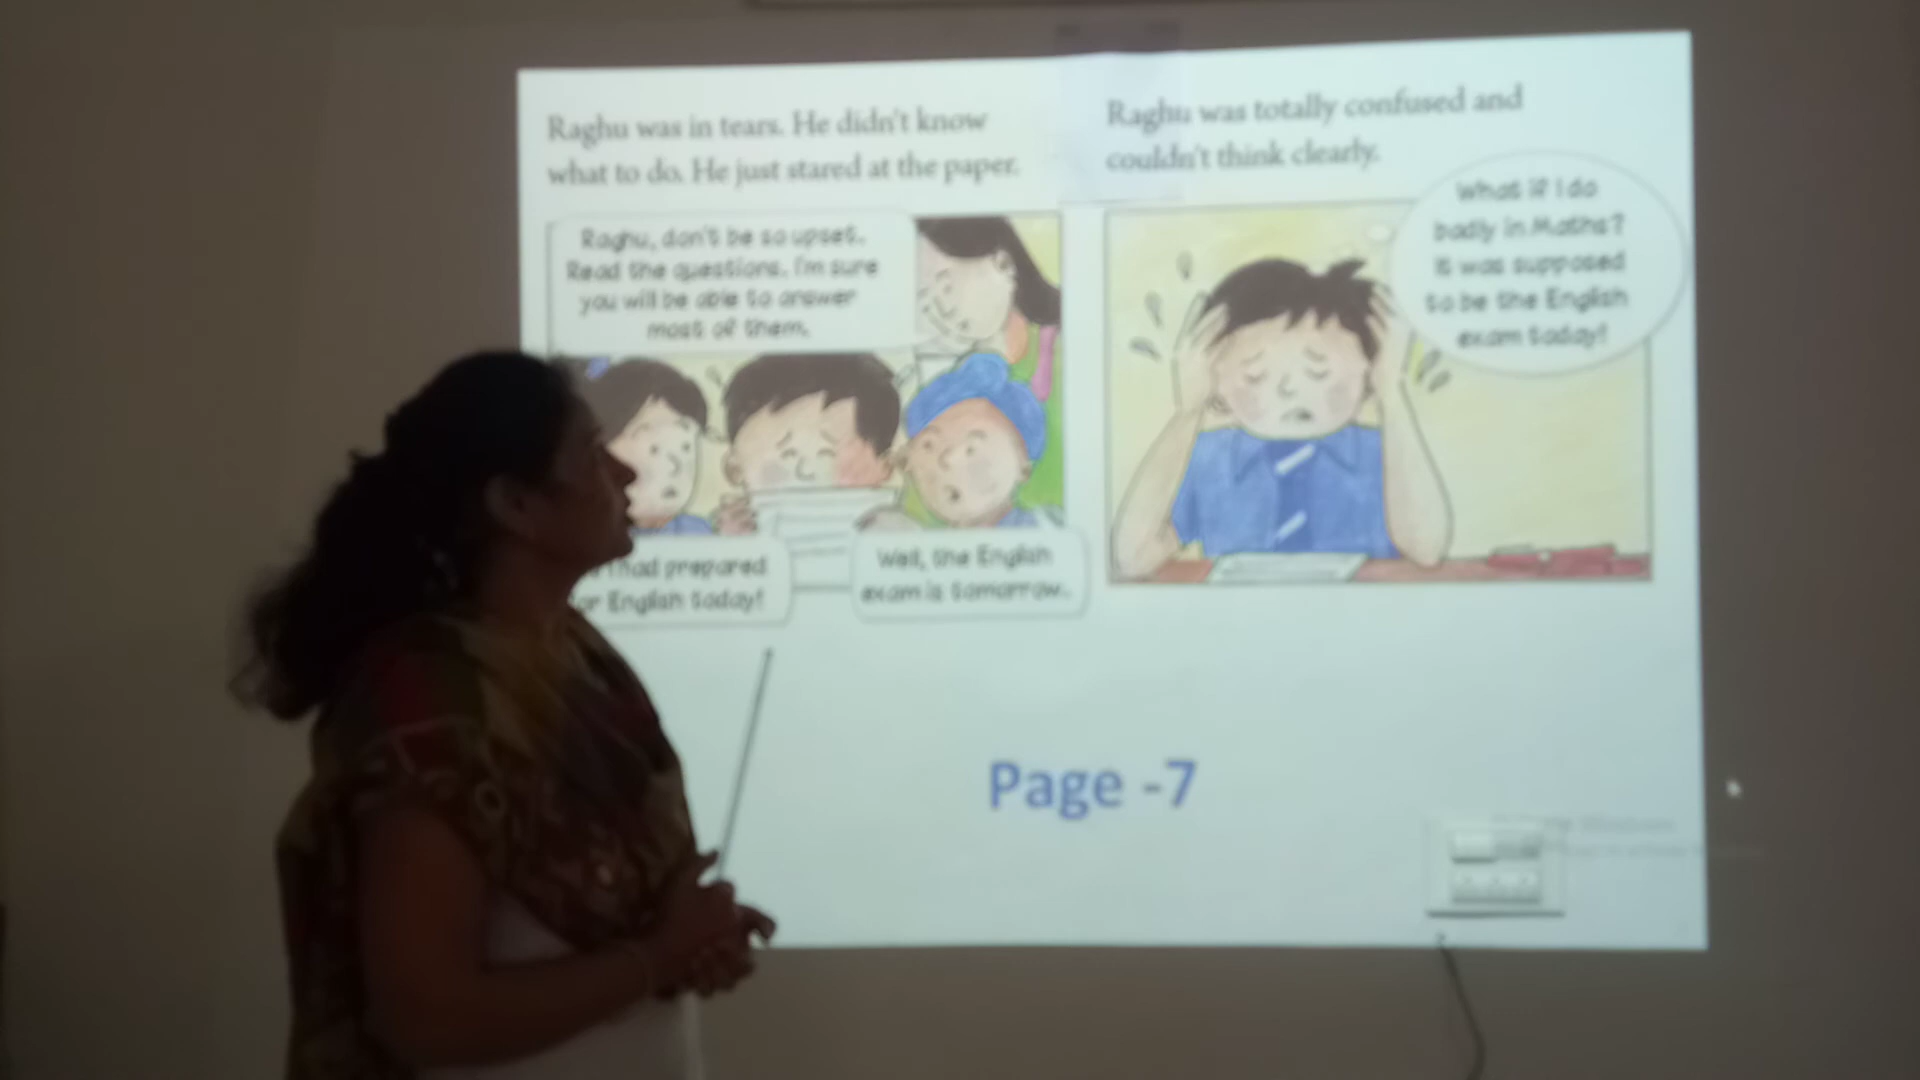 Raghu was in tears. He didn't know
what to do. He just stared at the paper.
Raghu, don't be so upset.
Read the questions. I'm sure
you will be able to answer
most of them.
I had prepared
English today!
Well, the English
exam is tomorrow.
Raghu was totally confused and
couldn't think clearly.
What if I do
badly in Maths?
It was supposed
to be the English
exam today!
Page -7